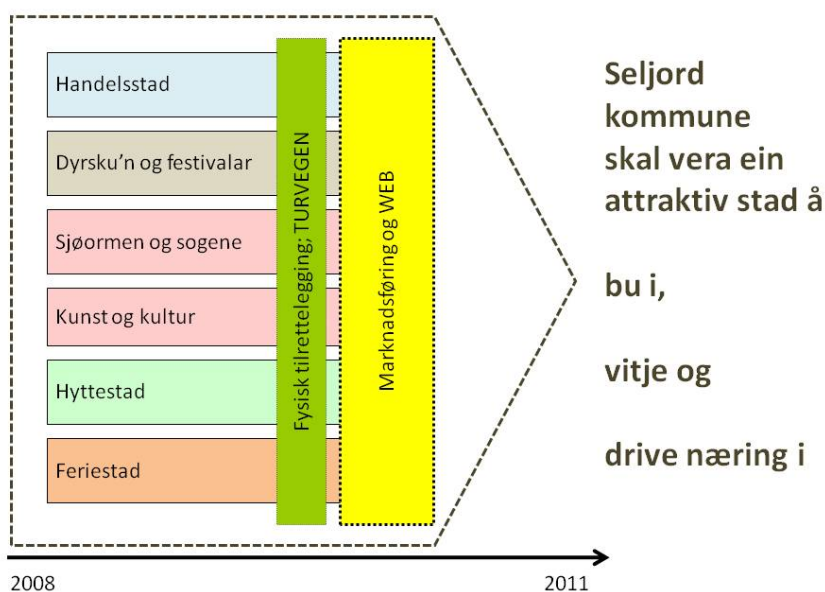 Handelsstad
Dyrsku'n og festivalar
Sjøormen og sogene
Kunst og kultur
Hyttestad
Feriestad
Fysisk tilrettelegging; TURVEGEN
Marknadsføring og WEB
Seljord
kommune
skal vera ein
attraktiv stad å
bu i,
vitje og
drive næring i
2008
2011